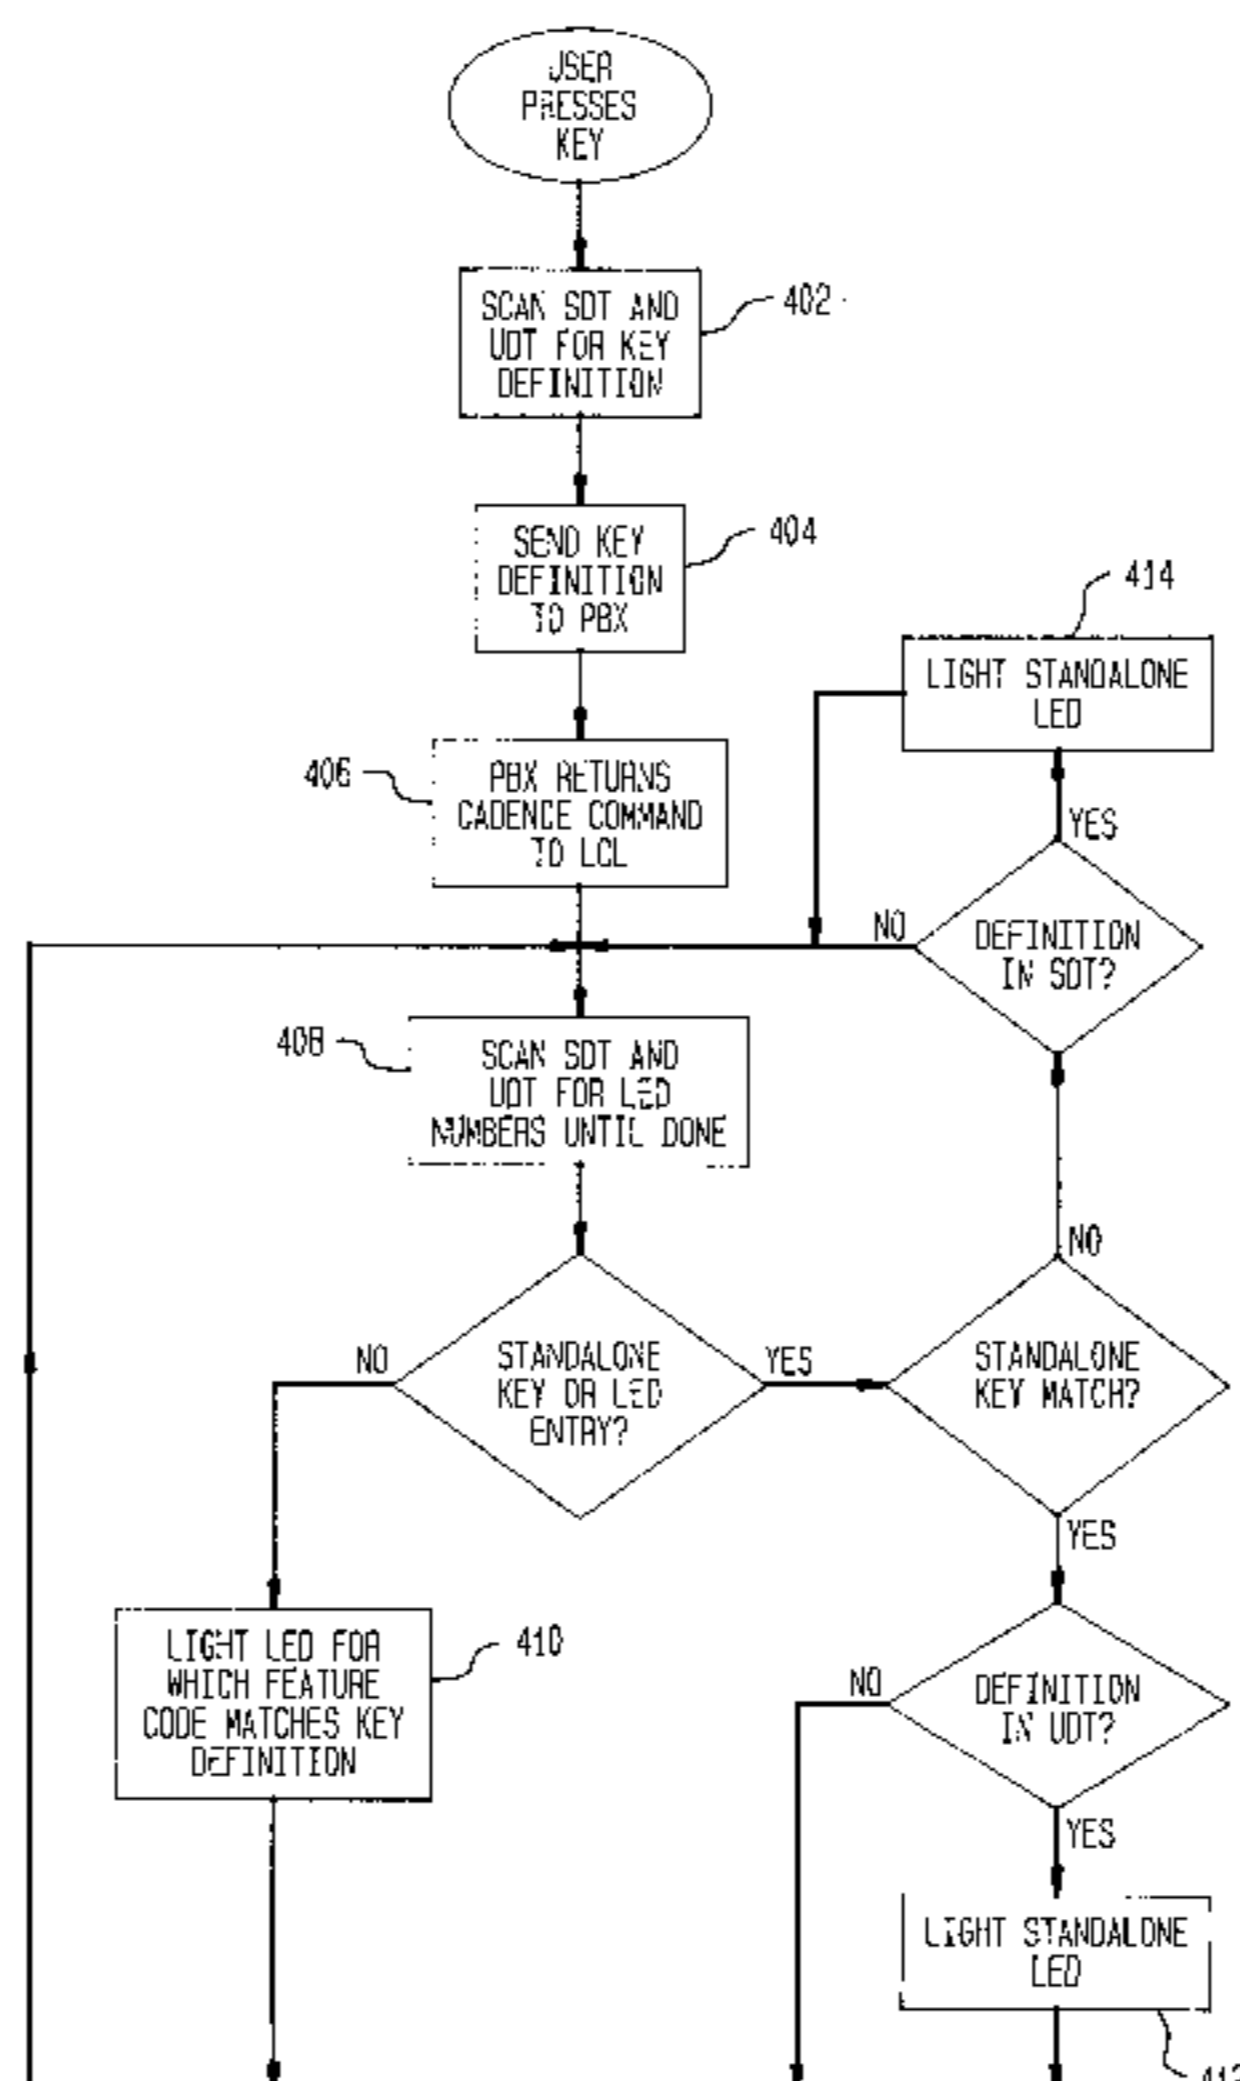 USER
PRESSES
KEY
SCAN SDT AND
UDT FOR KEY
DEFINITION
402
SEND KEY
DEFINITION
TO PBX
404
414
LIGHT STANDALONE
LED
406
PBX RETURNS
CADENCE COMMAND
TO LCL
YES
NO
DEFINITION
IN SDT?
408
SCAN SDT AND
UDT FOR LED
NUMBERS UNTIL DONE
NO
NO
STANDALONE
KEY OR LED
ENTRY?
YES
STANDALONE
KEY MATCH?
YES
LIGHT LED FOR
WHICH FEATURE
CODE MATCHES KEY
DEFINITION
410
NO
DEFINITION
IN UDT?
YES
LIGHT STANDALONE
LED